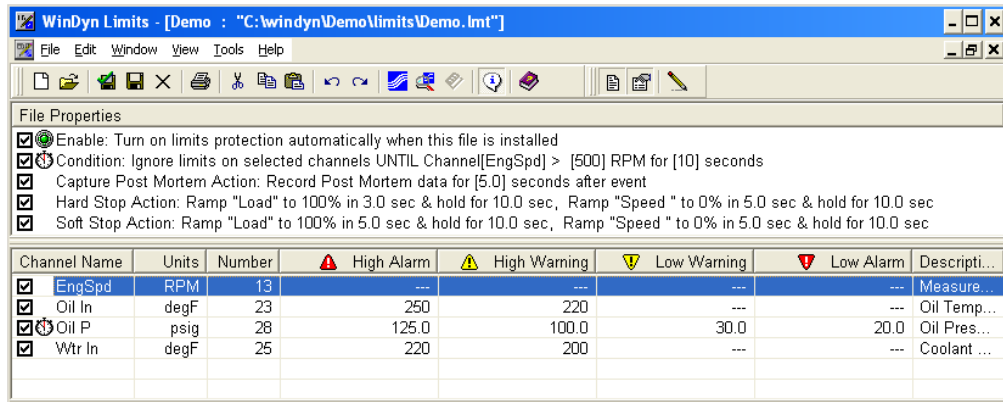 WinDyn Limits - [Demo : "C:\windyn\Demo\limits\Demo.lmt"]
File Edit Window View Tools Help
File Properties
Enable: Turn on limits protection automatically when this file is installed
Condition: Ignore limits on selected channels UNTIL Channel[EngSpd] > [500] RPM for [10] seconds
Capture Post Mortem Action: Record Post Mortem data for [5.0] seconds after event
Hard Stop Action: Ramp "Load" to 100% in 3.0 sec & hold for 10.0 sec, Ramp "Speed " to 0% in 5.0 sec & hold for 10.0 sec
Soft Stop Action: Ramp "Load" to 100% in 5.0 sec & hold for 10.0 sec, Ramp "Speed " to 0% in 5.0 sec & hold for 10.0 sec
Channel Name Units Number High Alarm High Warning Low Warning Low Alarm Descripti...
EngSpd RPM 13 --- --- --- --- Measure...
Oil In degF 23 250 220 --- --- Oil Temp...
Oil P psig 28 125.0 100.0 30.0 20.0 Oil Pres...
Wtr In degF 25 220 200 --- --- Coolant ...